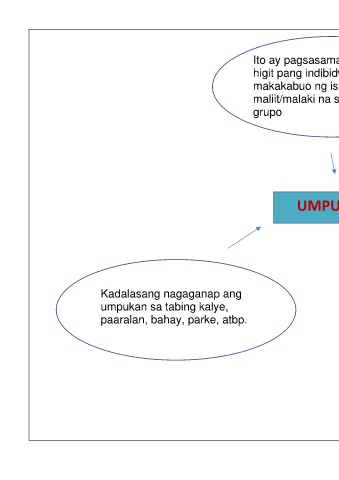 Ito ay pagsasama
higit pang indibidw
makakabuo ng is
maliit/malaki na s
grupo
UMPU
Kadalasang nagaganap ang
umpukan sa tabing kalye,
paaralan, bahay, parke, atbp.